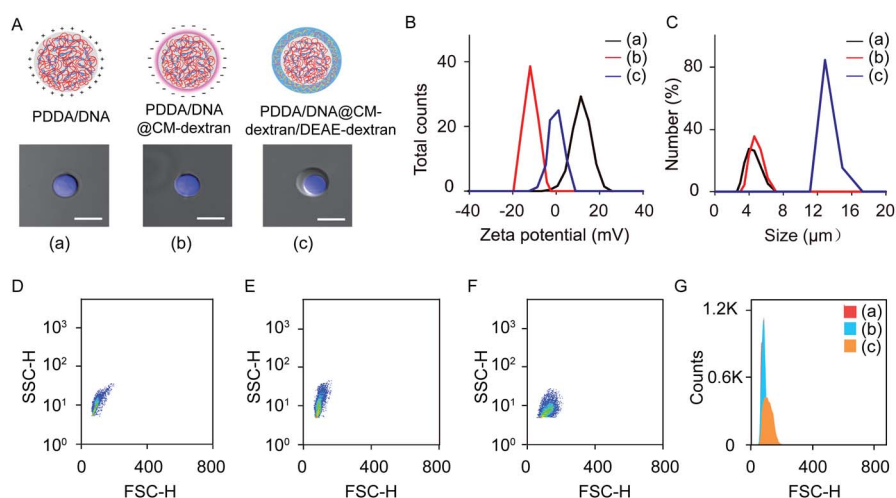 A
PDDA/DNA
PDDA/DNA
@CM-dextran
PDDA/DNA@CM-
dextran/DEAE-dextran
(a)
(b)
(c)
B
Total counts
40
20
0
-40
-20
0
20
40
Zeta potential (mV)
(a)
(b)
(c)
C
Number (%)
90
60
30
0
0
4
8
12
16
20
Size (μm)
(a)
(b)
(c)
D
SSC-H
10³
10²
10¹
10⁰
0
400
800
FSC-H
E
SSC-H
10³
10²
10¹
10⁰
0
400
800
FSC-H
F
SSC-H
10³
10²
10¹
10⁰
0
400
800
FSC-H
G
Counts
1.2K
0.6K
0
0
400
800
FSC-H
(a)
(b)
(c)